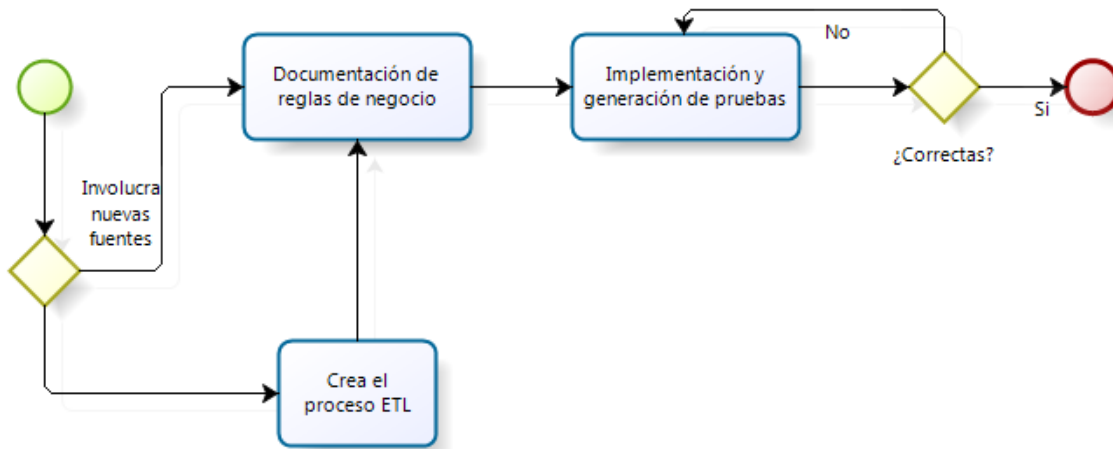 Documentación de
reglas de negocio
Implementación y
generación de pruebas
No
Si
¿Correctas?
Involucra
nuevas
fuentes
Crea el
proceso ETL